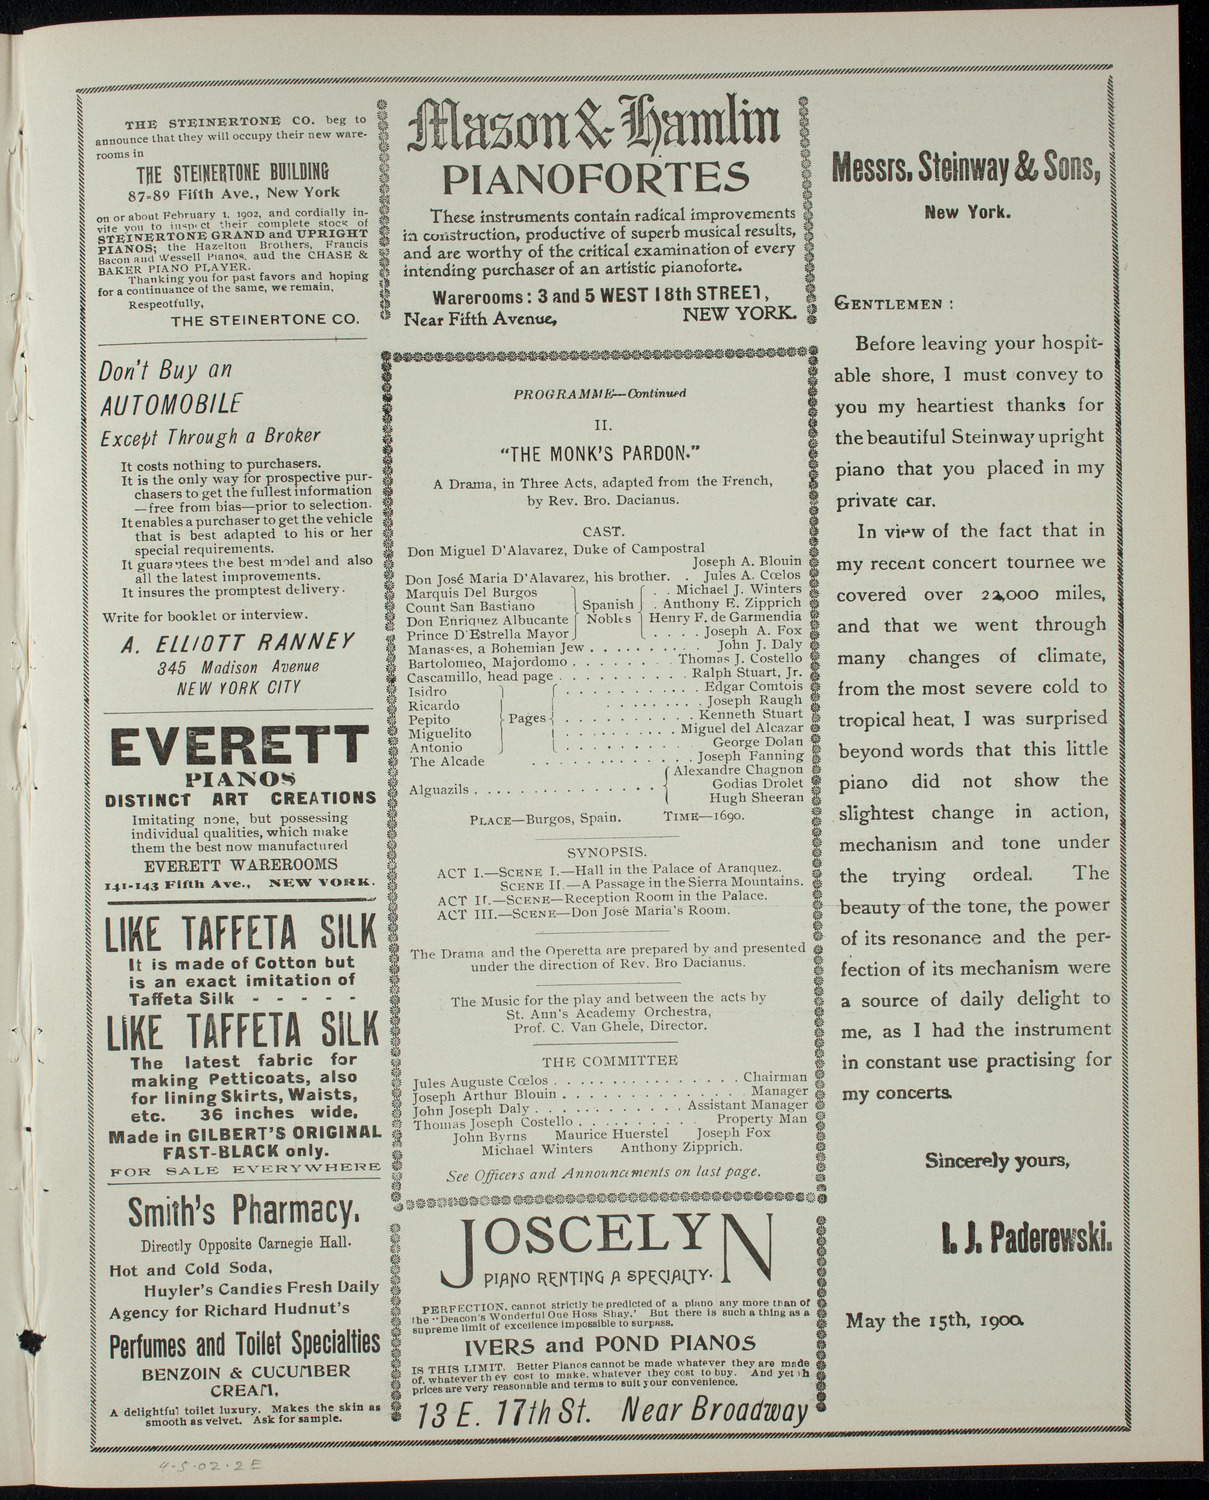 THE STEINERTONE CO. beg to
announce that they will occupy their new ware-
rooms in
THE STEINERTONE BUILDING
87-89 Fifth Ave., New York
on or about February 1, 1902, and cordially in-
vite you to inspect their complete stock of
STEINERTONE GRAND and UPRIGHT
PIANOS; the Hazelton Brothers, Francis
Bacon and Wessell Pianos, and the CHASE &
BAKER PIANO PLAYER.
Thanking you for past favors and hoping
for a continuance of the same, we remain,
Respectfully,
THE STEINERTONE CO.
Don't Buy an
AUTOMOBILE
Except Through a Broker
It costs nothing to purchasers.
It is the only way for prospective pur-
chasers to get the fullest information
—free from bias—prior to selection.
It enables a purchaser to get the vehicle
that is best adapted to his or her
special requirements.
It guarantees the best model and also
all the latest improvements.
It insures the promptest delivery.
Write for booklet or interview.
A. ELLIOTT RANNEY
345 Madison Avenue
NEW YORK CITY
EVERETT
PIANOS
DISTINCT ART CREATIONS
Imitating none, but possessing
individual qualities, which make
them the best now manufactured
EVERETT WAREROOMS
141-143 Fifth Ave., NEW YORK.
LIKE TAFFETA SILK
It is made of Cotton but
is an exact imitation of
Taffeta Silk - - - - -
LIKE TAFFETA SILK
The latest fabric for
making Petticoats, also
for lining Skirts, Waists,
etc. 36 inches wide,
Made in GILBERT'S ORIGINAL
FAST-BLACK only.
FOR SALE EVERYWHERE
Smith's Pharmacy,
Directly Opposite Carnegie Hall.
Hot and Cold Soda,
Huyler's Candies Fresh Daily
Agency for Richard Hudnut's
Perfumes and Toilet Specialties
BENZOIN & CUCUMBER
CREAM,
A delightful toilet luxury. Makes the skin as
smooth as velvet. Ask for sample.
Mason & Hamlin
PIANOFORTES
These instruments contain radical improvements
in construction, productive of superb musical results,
and are worthy of the critical examination of every
intending purchaser of an artistic pianoforte.
Warerooms: 3 and 5 WEST 18th STREET,
Near Fifth Avenue, NEW YORK.
PROGRAMME—Continued
II.
"THE MONK'S PARDON."
A Drama, in Three Acts, adapted from the French,
by Rev. Bro. Dacianus.
CAST.
Don Miguel D'Alavarez, Duke of Campostral
Joseph A. Blouin
Don José Maria D'Alavarez, his brother. . Jules A. Cœlos
Marquis Del Burgos . . Michael J. Winters
Count San Bastiano Spanish . Anthony E. Zipprich
Don Enriquez Albucante Nobles Henry F. de Garmendia
Prince D'Estrella Mayor . . . . Joseph A. Fox
Manasses, a Bohemian Jew . . . . . . . . . John J. Daly
Bartolomeo, Majordomo . . . . . . . . Thomas J. Costello
Cascamillo, head page . . . . . . . . . . Ralph Stuart, Jr.
Isidro . . . . . . . . . . . . Edgar Comtois
Ricardo . . . . . . . . Joseph Raugh
Pepito Pages . . . . . . . . . . . Kenneth Stuart
Miguelito . . . . . . . . . . Miguel del Alcazar
Antonio . . . . . . . . . . . . George Dolan
The Alcade . . . . . . . . . . . . . Joseph Fanning
Alexandre Chagnon
Alguazils . . . . . . . . . . . . . . Godias Drolet
Hugh Sheeran
PLACE—Burgos, Spain. TIME—1690.
SYNOPSIS.
ACT I.—SCENE I.—Hall in the Palace of Aranquez.
SCENE II.—A Passage in the Sierra Mountains.
ACT II.—SCENE—Reception Room in the Palace.
ACT III.—SCENE—Don José Maria's Room.
The Drama and the Operetta are prepared by and presented
under the direction of Rev. Bro Dacianus.
The Music for the play and between the acts by
St. Ann's Academy Orchestra,
Prof. C. Van Ghele, Director.
THE COMMITTEE
Jules Auguste Cœlos . . . . . . . . . . . . . . . . Chairman
Joseph Arthur Blouin . . . . . . . . . . . . . . . . Manager
John Joseph Daly . . . . . . . . . . . . . Assistant Manager
Thomas Joseph Costello . . . . . . . . . . Property Man
John Byrns Maurice Huerstel Joseph Fox
Michael Winters Anthony Zipprich.
See Officers and Announcements on last page.
JOSCELYN
PIANO RENTING A SPECIALTY.
PERFECTION, cannot strictly be predicted of a piano any more than of
the "Deacon's Wonderful One Hoss Shay." But there is such a thing as a
supreme limit of excellence impossible to surpass.
IVERS and POND PIANOS
IS THIS LIMIT. Better Pianos cannot be made whatever they are made
of, whatever they cost to make, whatever they cost to buy. And yet th
prices are very reasonable and terms to suit your convenience.
13 E. 17th St. Near Broadway
Messrs. Steinway & Sons,
New York.
GENTLEMEN :
Before leaving your hospit-
able shore, I must convey to
you my heartiest thanks for
the beautiful Steinway upright
piano that you placed in my
private car.
In view of the fact that in
my recent concert tournee we
covered over 22,000 miles,
and that we went through
many changes of climate,
from the most severe cold to
tropical heat, I was surprised
beyond words that this little
piano did not show the
slightest change in action,
mechanism and tone under
the trying ordeal. The
beauty of the tone, the power
of its resonance and the per-
fection of its mechanism were
a source of daily delight to
me, as I had the instrument
in constant use practising for
my concerts.
Sincerely yours,
I. J. Paderewski.
May the 15th, 1900.
4-5-02-2E